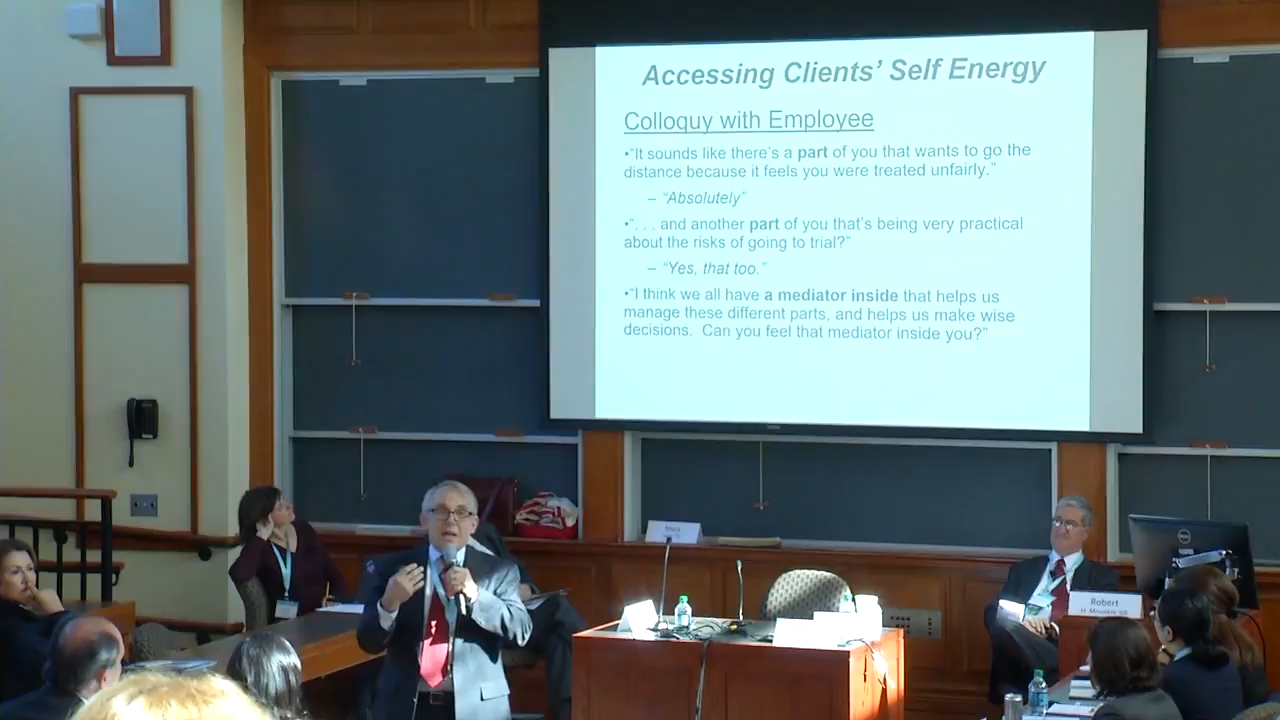 Accessing Clients' Self Energy
Colloquy with Employee
•"It sounds like there's a part of you that wants to go the
distance because it feels you were treated unfairly."
– "Absolutely"
•". . . and another part of you that's being very practical
about the risks of going to trial?"
– "Yes, that too."
•"I think we all have a mediator inside that helps us
manage these different parts, and helps us make wise
decisions. Can you feel that mediator inside you?"
DELL
Robert